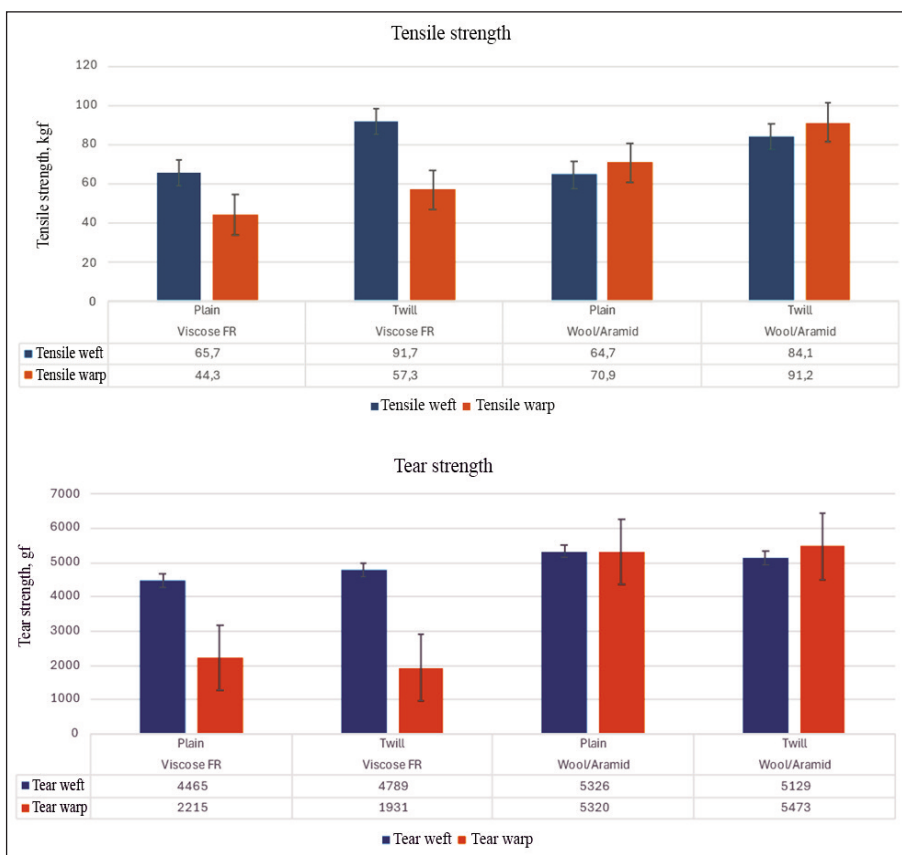 Tensile strength
Tensile strength, kgf
120
100
80
60
40
20
0
Plain Twill Plain Twill
Viscose FR Viscose FR Wool/Aramid Wool/Aramid
Tensile weft 65,7 91,7 64,7 84,1
Tensile warp 44,3 57,3 70,9 91,2
Tensile weft Tensile warp
Tear strength
Tear strength, gf
7000
6000
5000
4000
3000
2000
1000
0
Plain Twill Plain Twill
Viscose FR Viscose FR Wool/Aramid Wool/Aramid
Tear weft 4465 4789 5326 5129
Tear warp 2215 1931 5320 5473
Tear weft Tear warp